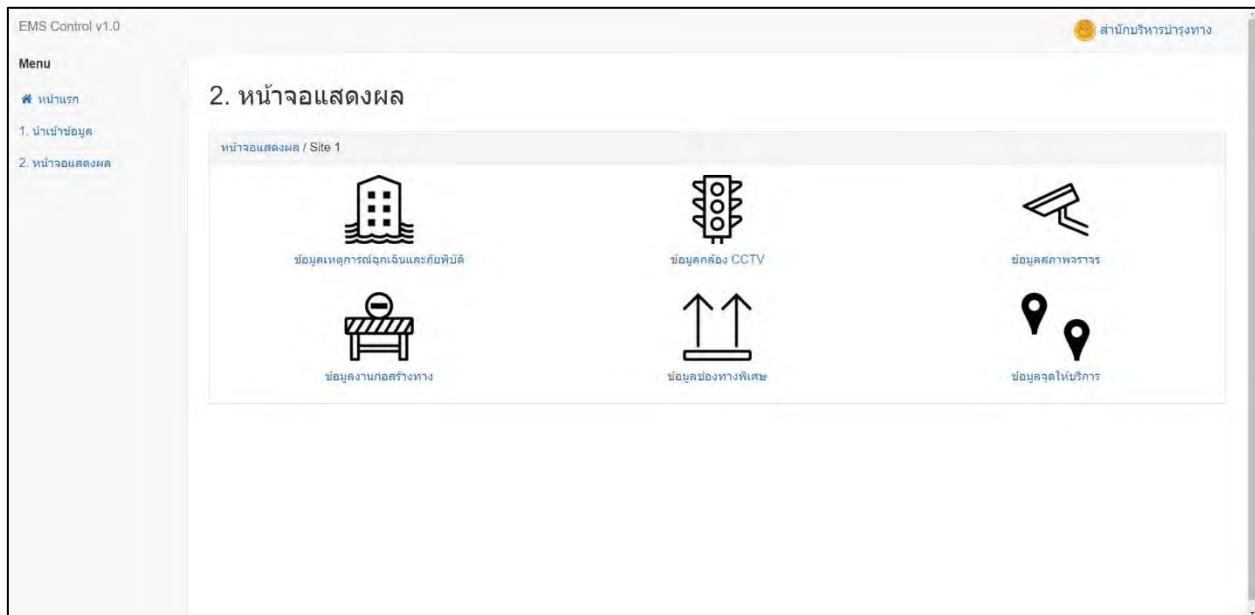 EMS Control v1.0
สำนักบริหารบำรุงทาง
Menu
หน้าแรก
1. นำเข้าข้อมูล
2. หน้าจอแสดงผล
2. หน้าจอแสดงผล
หน้าจอแสดงผล / Site 1
ข้อมูลเหตุการณ์ฉุกเฉินและภัยพิบัติ
ข้อมูลกล้อง CCTV
ข้อมูลสภาพจราจร
ข้อมูลงานก่อสร้างทาง
ข้อมูลช่องทางพิเศษ
ข้อมูลจุดให้บริการ